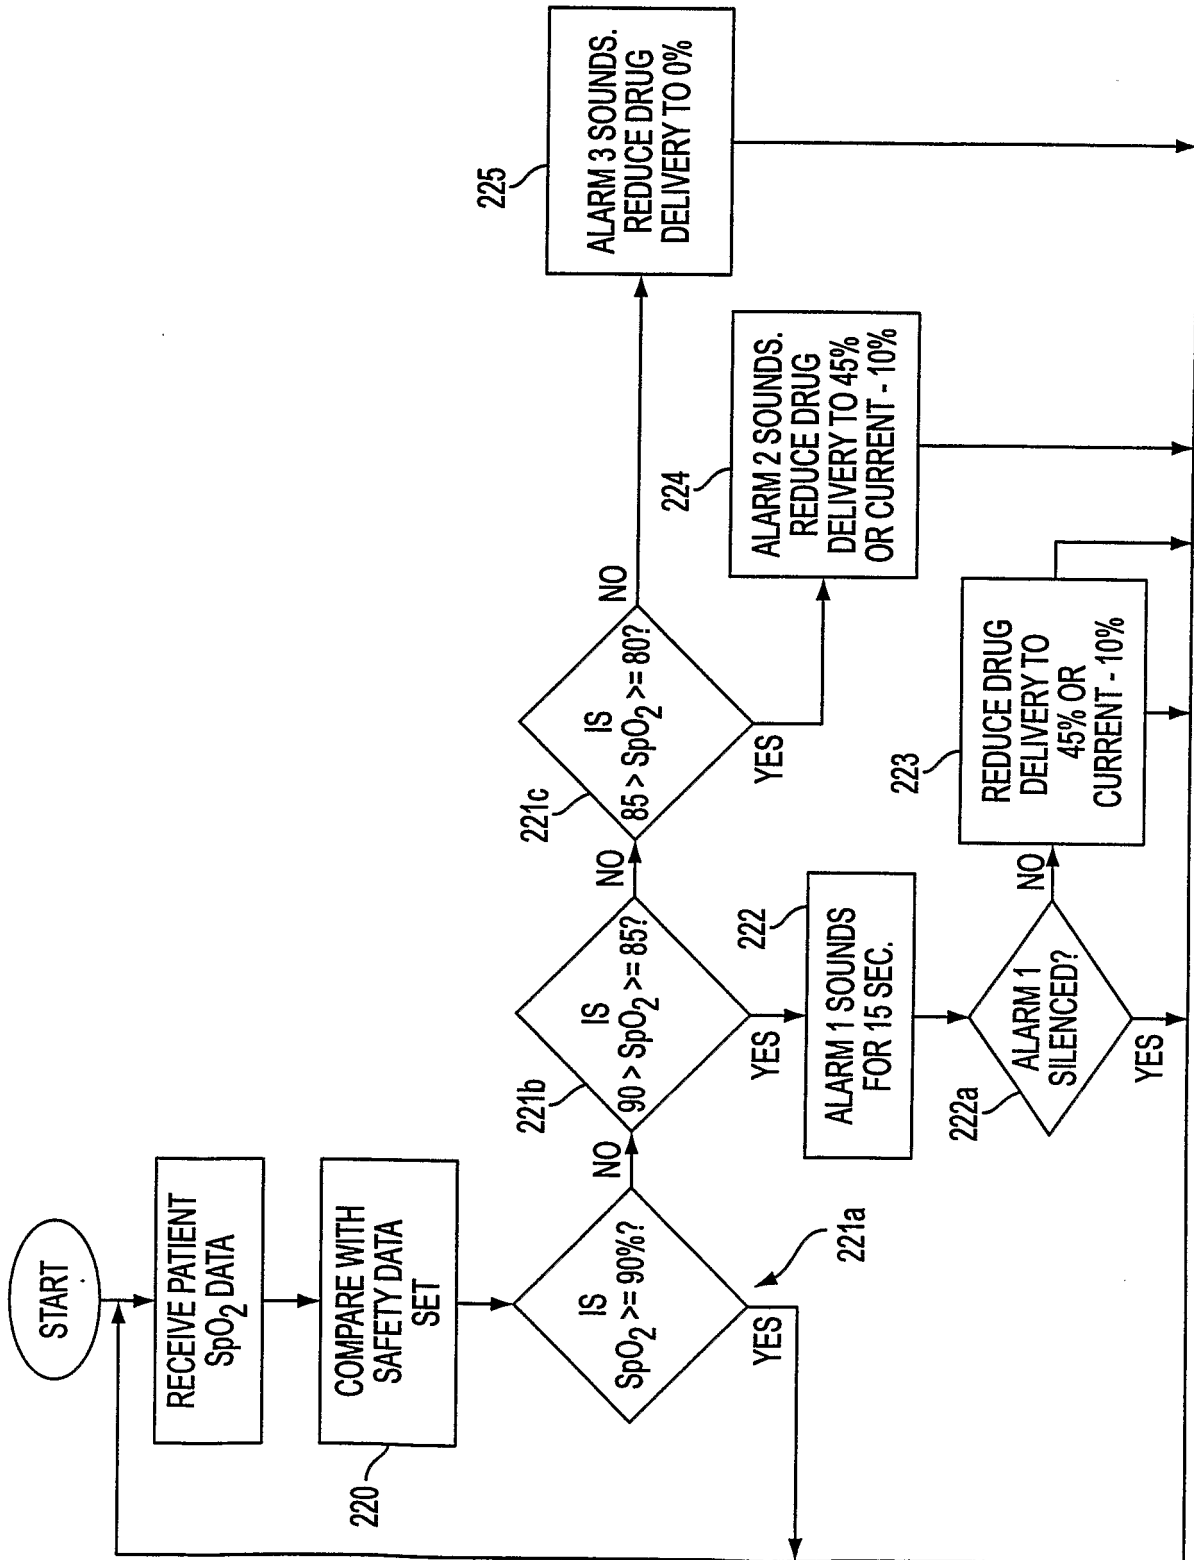 START
RECEIVE PATIENT
SpO2 DATA
COMPARE WITH
SAFETY DATA
SET
220
IS
SpO2 >= 90%?
221a
YES
NO
IS
90 > SpO2 >= 85?
221b
YES
NO
IS
85 > SpO2 >= 80?
221c
YES
NO
ALARM 1 SOUNDS
FOR 15 SEC.
222
ALARM 1
SILENCED?
222a
YES
NO
REDUCE DRUG
DELIVERY TO
45% OR
CURRENT - 10%
223
ALARM 2 SOUNDS.
REDUCE DRUG
DELIVERY TO 45%
OR CURRENT - 10%
224
ALARM 3 SOUNDS.
REDUCE DRUG
DELIVERY TO 0%
225